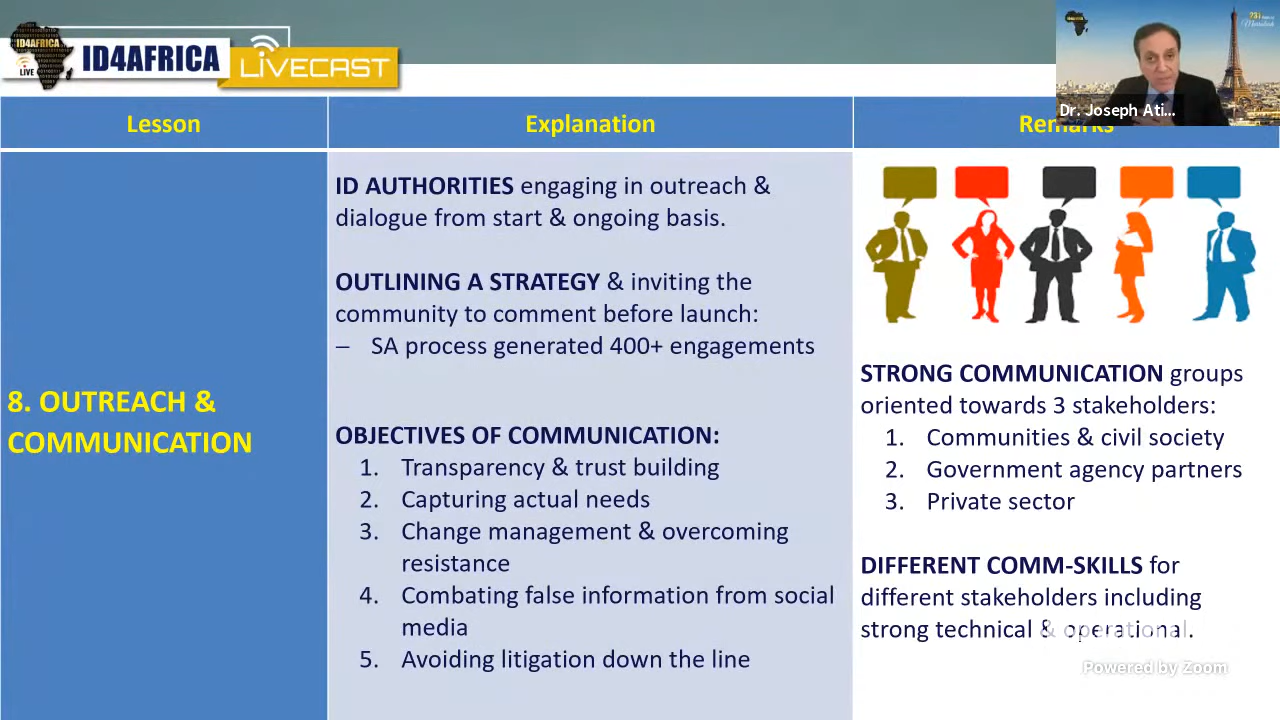 ID4AFRICA
LIVE
ID4AFRICA
LiVECAST
Dr. Joseph Ati...
Lesson
Explanation
Remarks
8. OUTREACH &
COMMUNICATION
ID AUTHORITIES engaging in outreach &
dialogue from start & ongoing basis.
OUTLINING A STRATEGY & inviting the
community to comment before launch:
– SA process generated 400+ engagements
OBJECTIVES OF COMMUNICATION:
1. Transparency & trust building
2. Capturing actual needs
3. Change management & overcoming
resistance
4. Combating false information from social
media
5. Avoiding litigation down the line
STRONG COMMUNICATION groups
oriented towards 3 stakeholders:
1. Communities & civil society
2. Government agency partners
3. Private sector
DIFFERENT COMM-SKILLS for
different stakeholders including
strong technical & operational.
Powered by Zoom